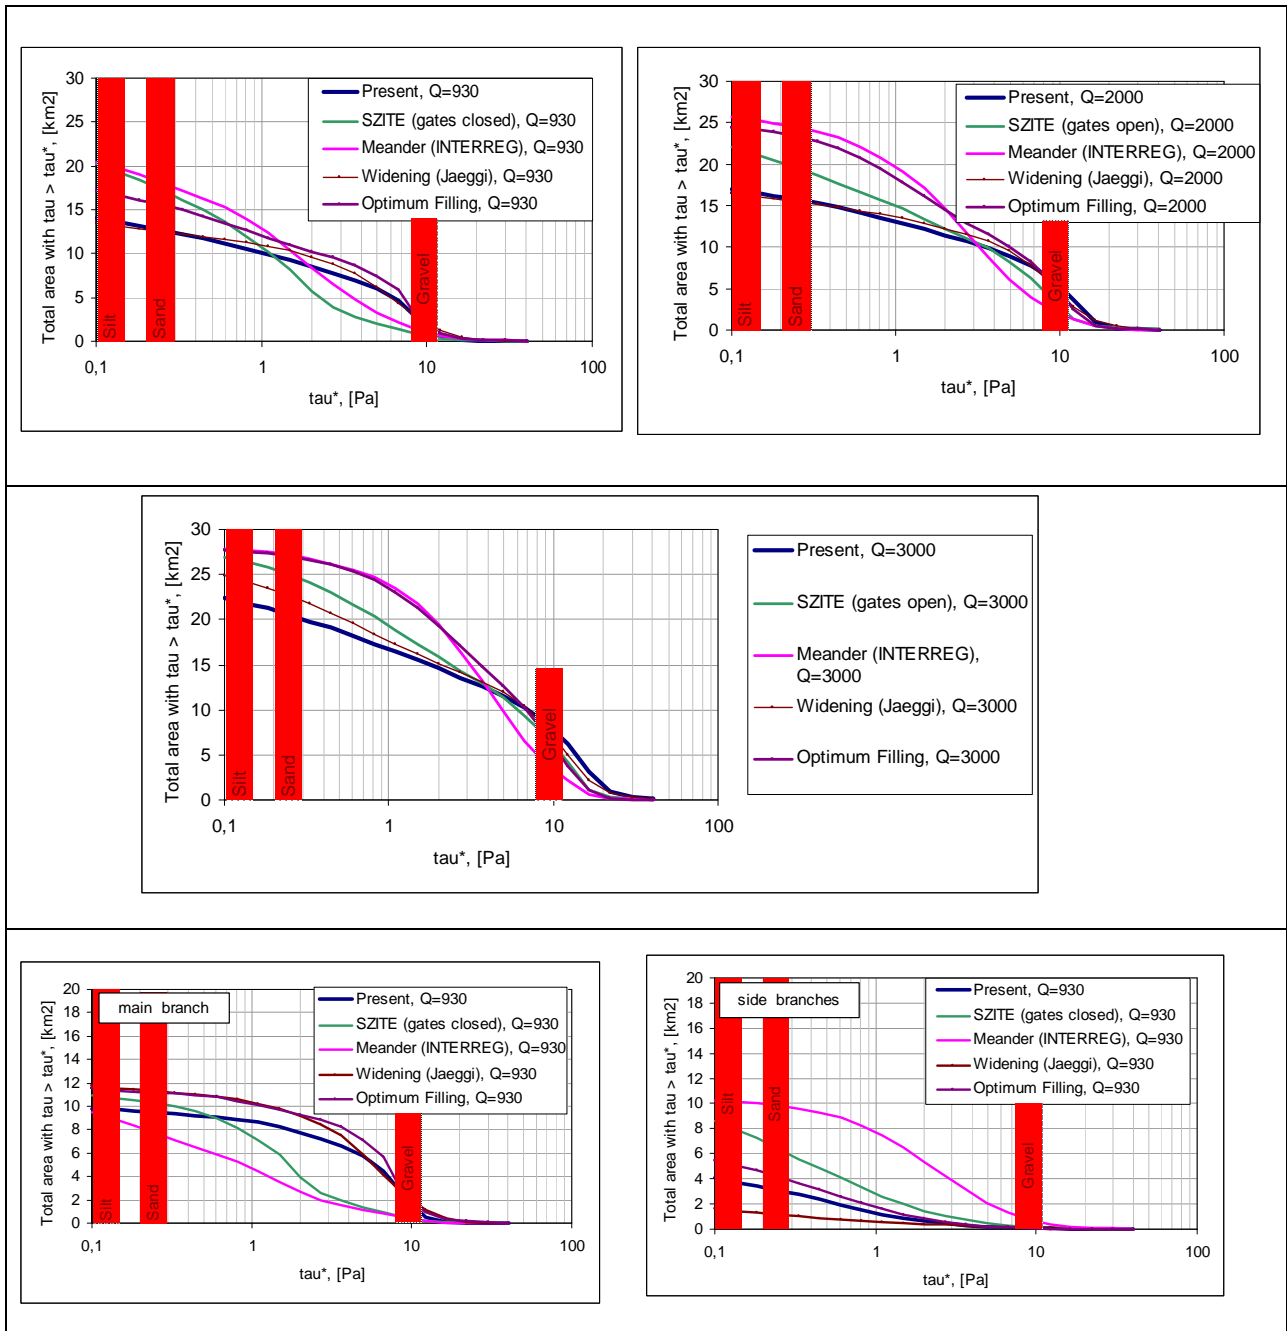 Total area with tau > tau*, [km2]
30
25
20
15
10
5
0
0,1
1
10
100
tau*, [Pa]
Silt
Sand
Gravel
Present, Q=930
SZITE (gates closed), Q=930
Meander (INTERREG), Q=930
Widening (Jaeggi), Q=930
Optimum Filling, Q=930
Total area with tau > tau*, [km2]
30
25
20
15
10
5
0
0,1
1
10
100
tau*, [Pa]
Silt
Sand
Gravel
Present, Q=2000
SZITE (gates open), Q=2000
Meander (INTERREG), Q=2000
Widening (Jaeggi), Q=2000
Optimum Filling, Q=2000
Total area with tau > tau*, [km2]
30
25
20
15
10
5
0
0,1
1
10
100
tau*, [Pa]
Silt
Sand
Gravel
Present, Q=3000
SZITE (gates open), Q=3000
Meander (INTERREG),
Q=3000
Widening (Jaeggi), Q=3000
Optimum Filling, Q=3000
Total area with tau > tau*, [km2]
20
18
16
14
12
10
8
6
4
2
0
0,1
1
10
100
tau*, [Pa]
main branch
Silt
Sand
Gravel
Present, Q=930
SZITE (gates closed), Q=930
Meander (INTERREG), Q=930
Widening (Jaeggi), Q=930
Optimum Filling, Q=930
Total area with tau > tau*, [km2]
20
18
16
14
12
10
8
6
4
2
0
0,1
1
10
100
tau*, [Pa]
side branches
Silt
Sand
Gravel
Present, Q=930
SZITE (gates closed), Q=930
Meander (INTERREG), Q=930
Widening (Jaeggi), Q=930
Optimum Filling, Q=930